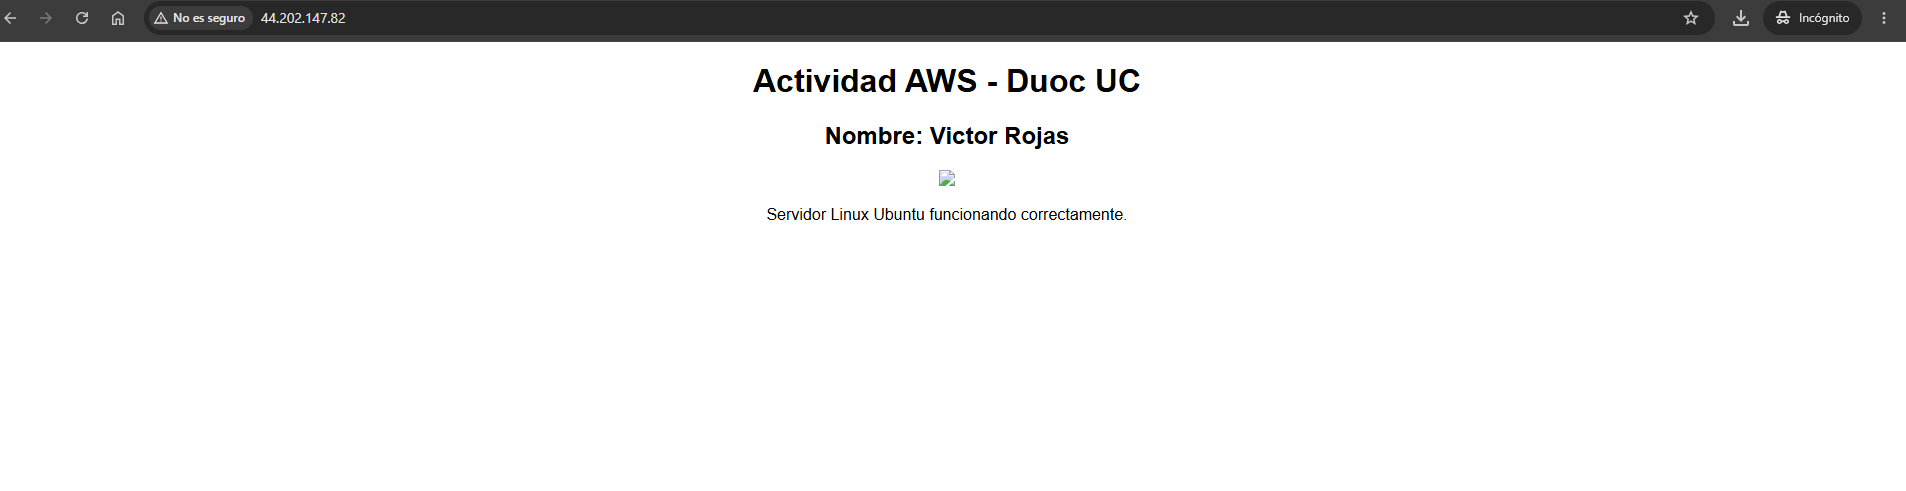 No es seguro 44.202.147.82 Incógnito
Actividad AWS - Duoc UC
Nombre: Victor Rojas
Servidor Linux Ubuntu funcionando correctamente.